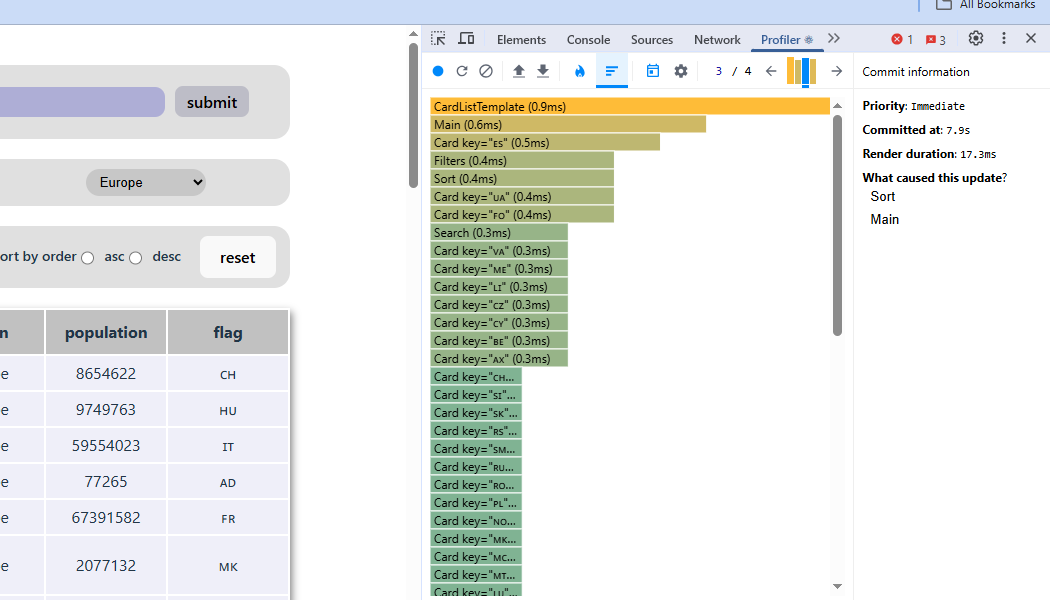 All Bookmarks
Elements Console Sources Network Profiler 1 3
submit
3 / 4
Commit information
Priority: Immediate
Committed at: 7.9s
Render duration: 17.3ms
What caused this update?
Sort
Main
Europe
ort by order asc desc reset
n population flag
e 8654622 CH
e 9749763 HU
e 59554023 IT
e 77265 AD
e 67391582 FR
e 2077132 MK
CardListTemplate (0.9ms)
Main (0.6ms)
Card key="ES" (0.5ms)
Filters (0.4ms)
Sort (0.4ms)
Card key="UA" (0.4ms)
Card key="FO" (0.4ms)
Search (0.3ms)
Card key="VA" (0.3ms)
Card key="ME" (0.3ms)
Card key="LI" (0.3ms)
Card key="CZ" (0.3ms)
Card key="CY" (0.3ms)
Card key="BE" (0.3ms)
Card key="AX" (0.3ms)
Card key="CH...
Card key="SI"...
Card key="SK"...
Card key="RS"...
Card key="SM...
Card key="RU...
Card key="RO...
Card key="PL"...
Card key="NO...
Card key="MK...
Card key="MC...
Card key="MT...
Card key="LU"...